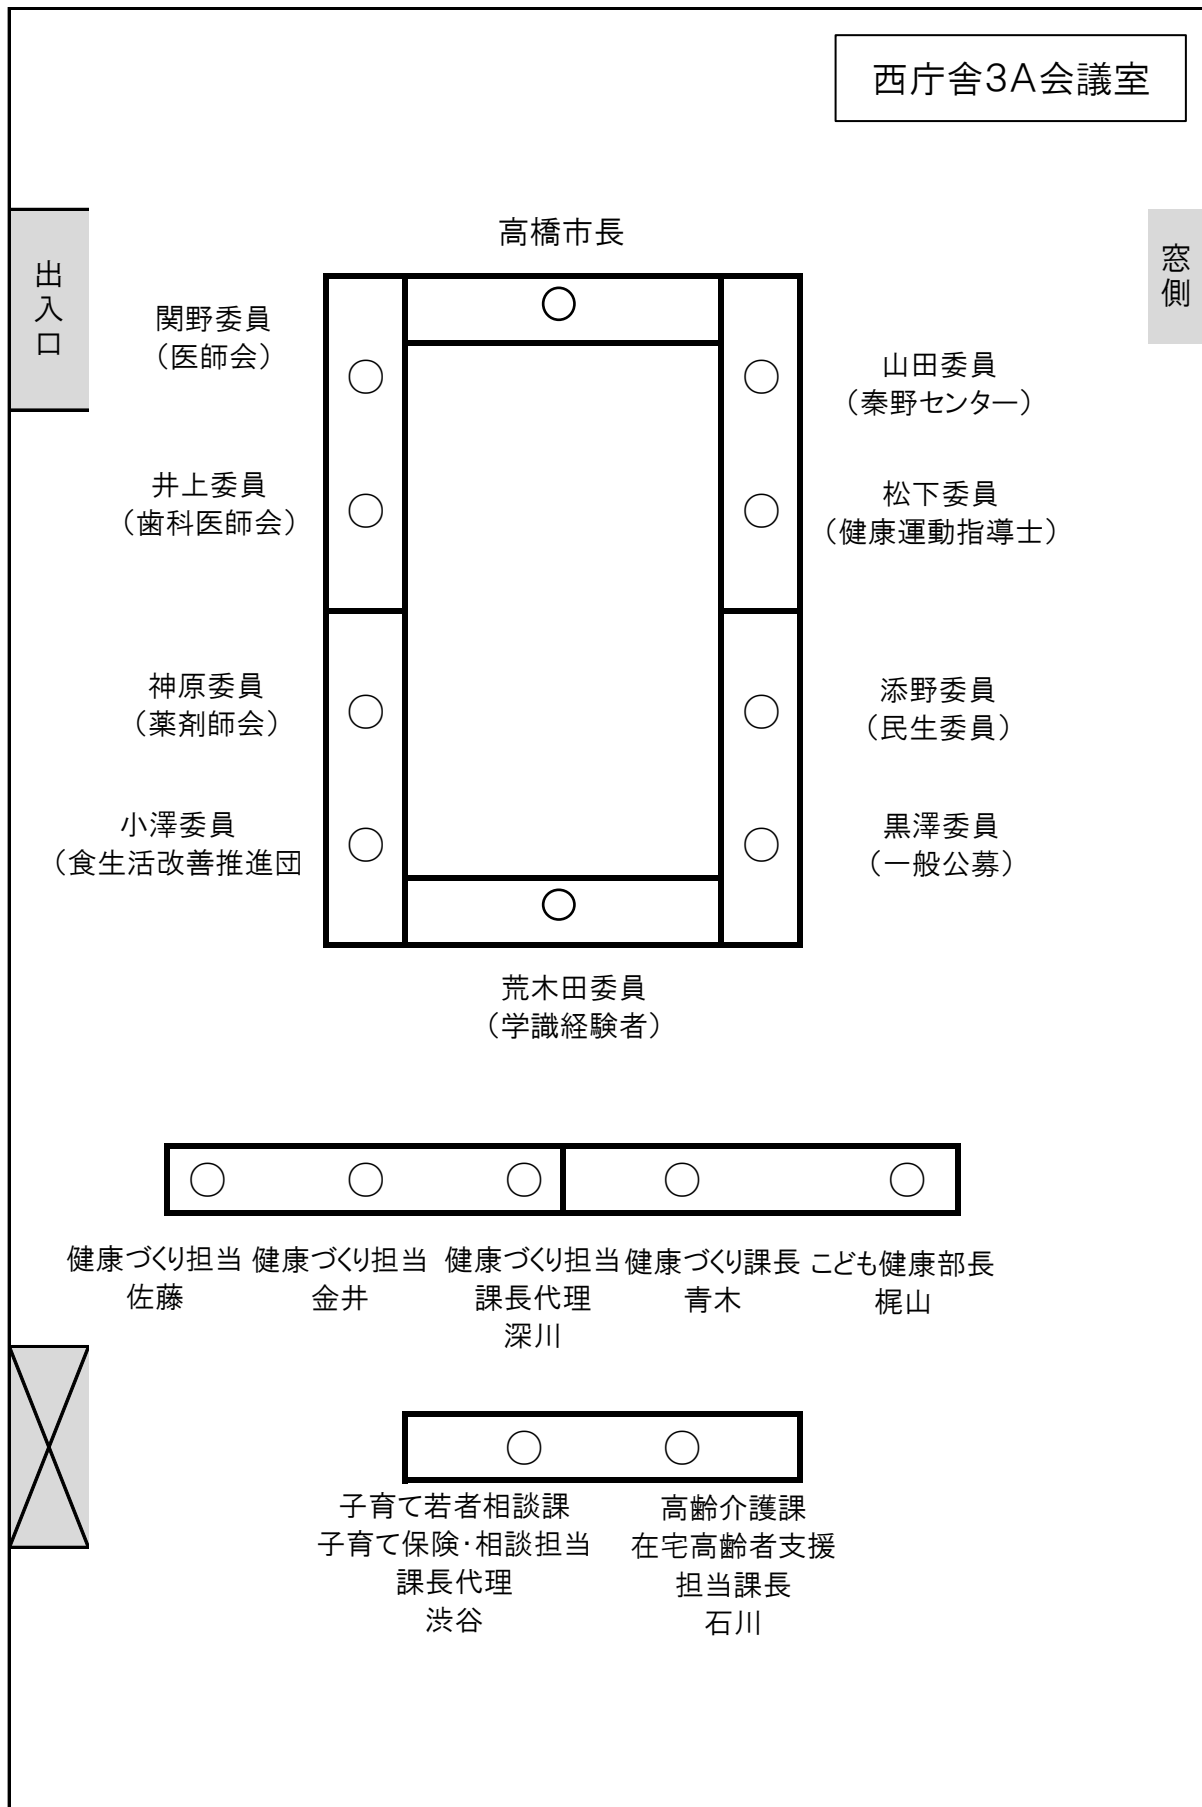 西庁舎3A会議室
高橋市長
出入口
窓側
関野委員
（医師会）
山田委員
（秦野センター）
井上委員
（歯科医師会）
松下委員
（健康運動指導士）
神原委員
（薬剤師会）
添野委員
（民生委員）
小澤委員
（食生活改善推進団
黒澤委員
（一般公募）
荒木田委員
（学識経験者）
健康づくり担当
佐藤
健康づくり担当
金井
健康づくり担当
課長代理
深川
健康づくり課長
青木
こども健康部長
梶山
子育て若者相談課
子育て保険・相談担当
課長代理
渋谷
高齢介護課
在宅高齢者支援
担当課長
石川